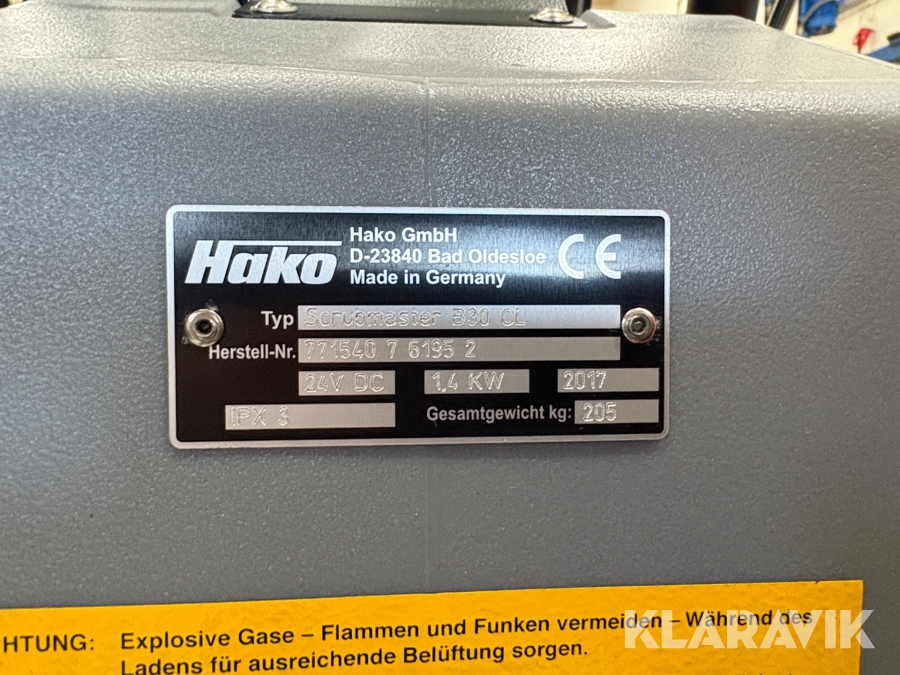 Hako
Hako GmbH
D-23840 Bad Oldesloe
Made in Germany
CE
Typ Scrubmaster B30 CL
Herstell-Nr. 771540 7 6195 2
24V DC 1,4 KW 2017
IPX 3 Gesamtgewicht kg: 205
HTUNG: Explosive Gase – Flammen und Funken vermeiden – Während des
Ladens für ausreichende Belüftung sorgen.
KLARAVIK